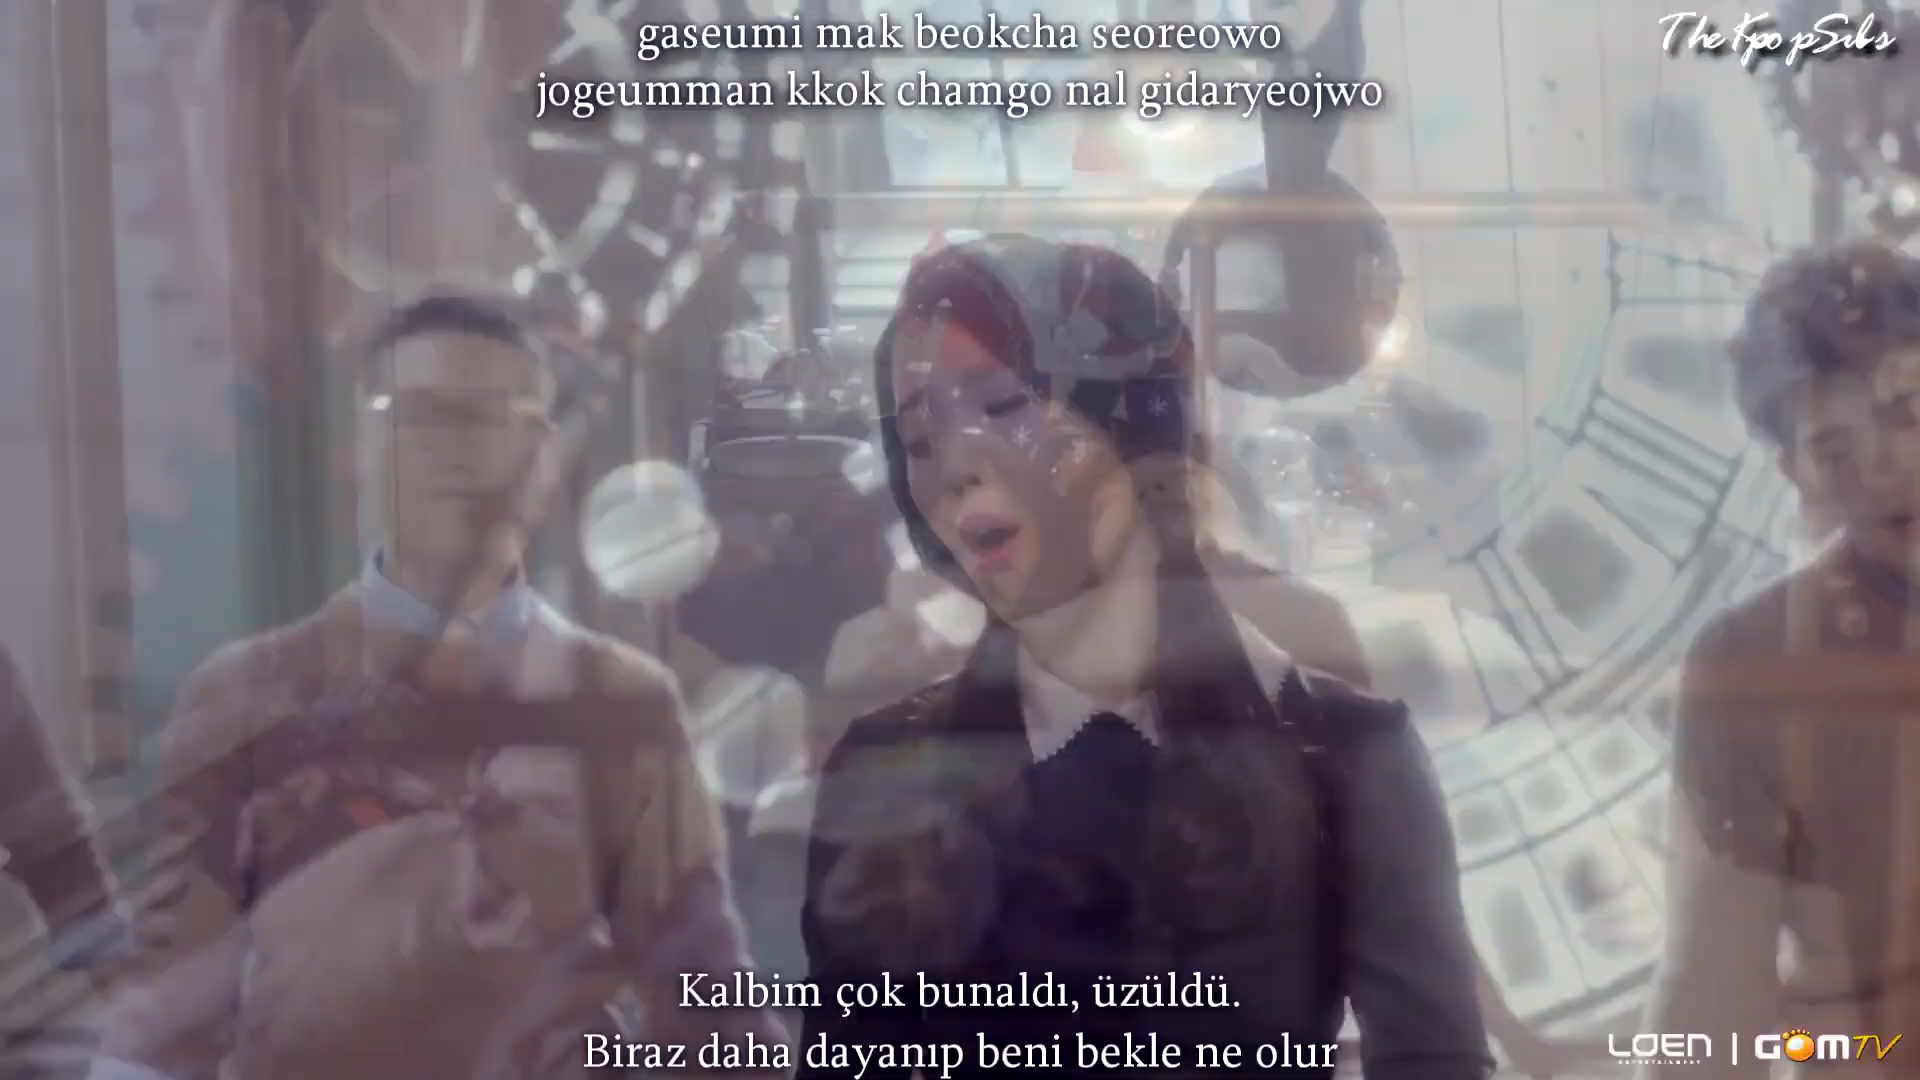 gaseumi mak beokcha seoreowo
The KpopSubs
jogeumman kkok chamgo nal gidaryeojwo
Kalbim çok bunaldı, üzüldü.
Biraz daha dayanıp beni bekle ne olur
LOEN | GOMTV
ENTERTAINMENT